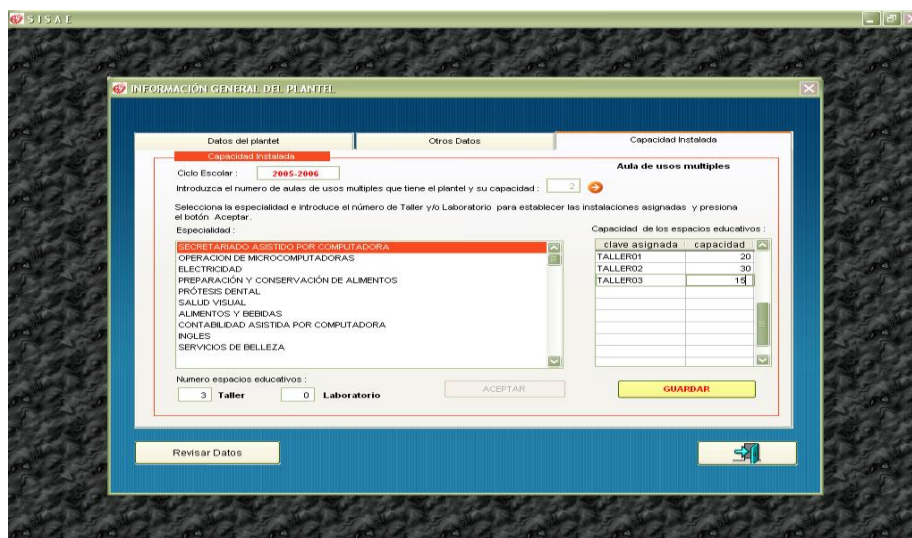 SISAE
INFORMACIÓN GENERAL DEL PLANTEL
Datos del plantet
Otros Datos
Capacidad Instalada
Capacidad Instalada
Ciclo Escolar : 2005-2006
Aula de usos multiples
Introduzca el numero de aulas de usos multiples que tiene el plantel y su capacidad : 2
Selecciona la especialidad e introduce el número de Taller y/o Laboratorio para establecer las instalaciones asignadas y presiona
el botón Aceptar.
Especialidad :
SECRETARIADO ASISTIDO POR COMPUTADORA
OPERACION DE MICROCOMPUTADORAS
ELECTRICIDAD
PREPARACIÓN Y CONSERVACIÓN DE ALIMENTOS
PRÓTESIS DENTAL
SALUD VISUAL
ALIMENTOS Y BEBIDAS
CONTABILIDAD ASISTIDA POR COMPUTADORA
INGLES
SERVICIOS DE BELLEZA
Capacidad de los espacios educativos :
clave asignada capacidad
TALLER01 20
TALLER02 30
TALLER03 15
Numero espacios educativos :
3 Taller 0 Laboratorio
ACEPTAR
GUARDAR
Revisar Datos